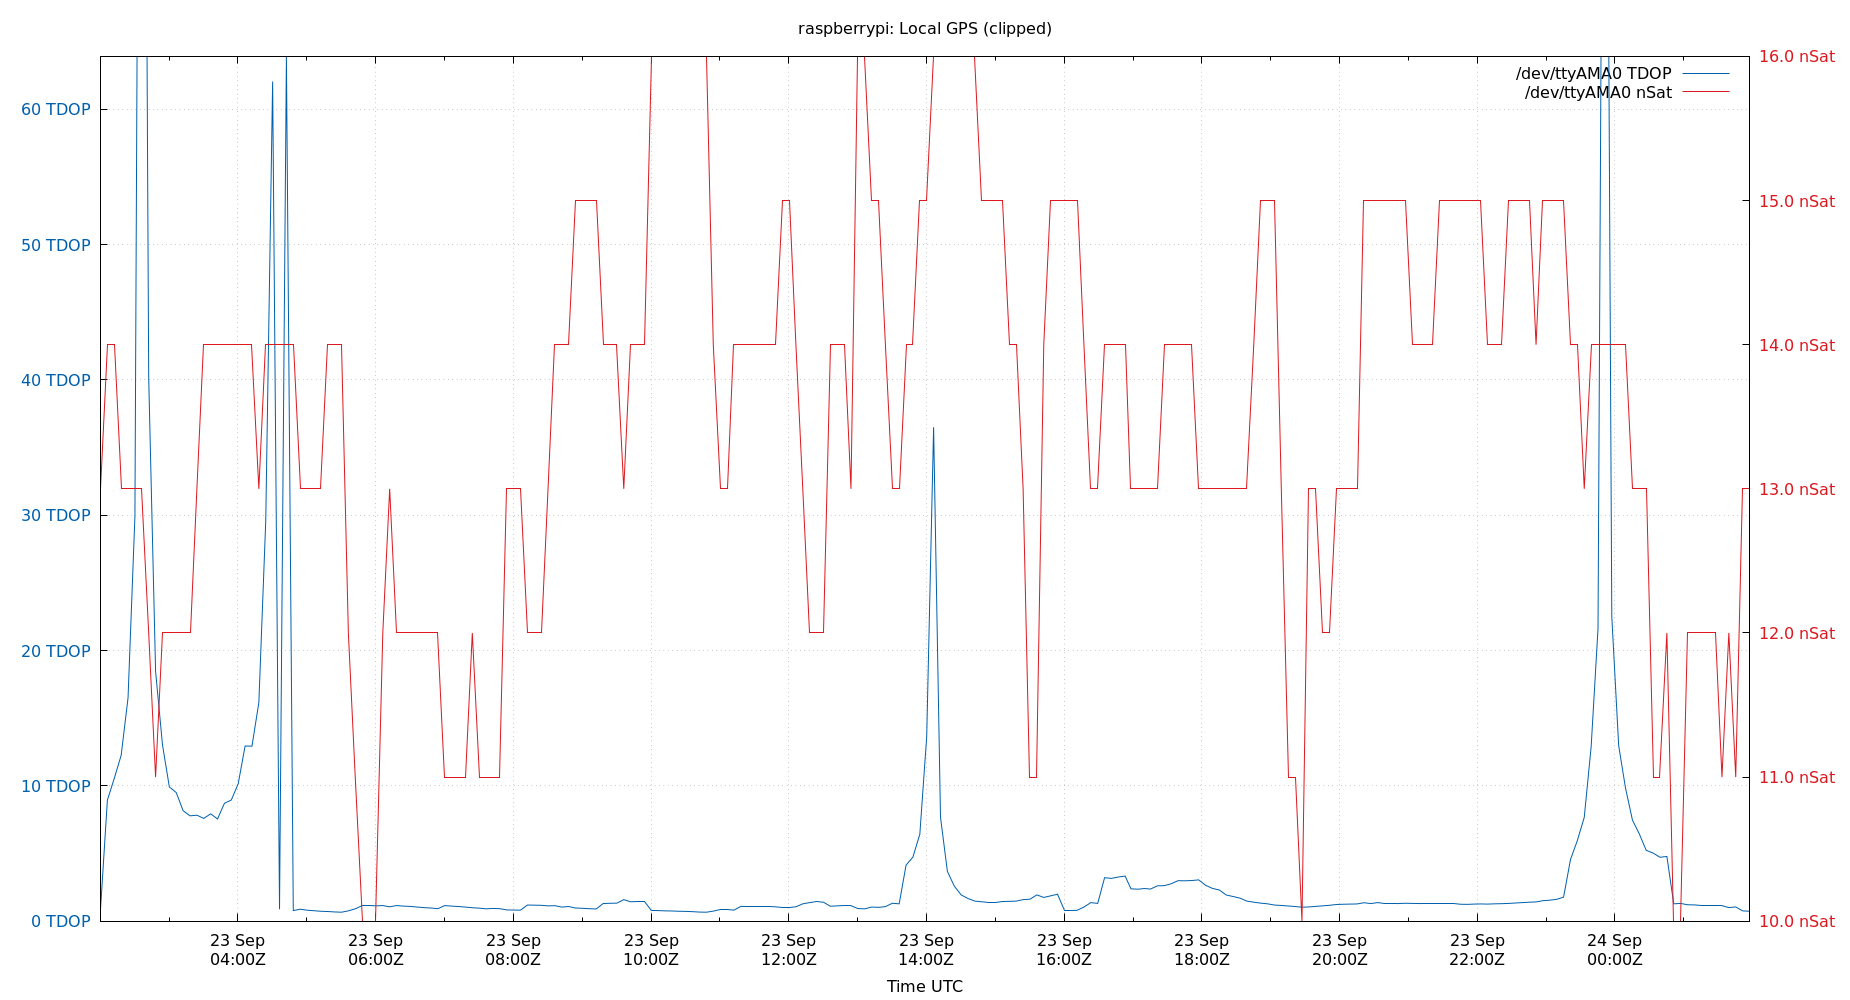 raspberrypi: Local GPS (clipped)
/dev/ttyAMA0 TDOP
/dev/ttyAMA0 nSat
60 TDOP
50 TDOP
40 TDOP
30 TDOP
20 TDOP
10 TDOP
0 TDOP
16.0 nSat
15.0 nSat
14.0 nSat
13.0 nSat
12.0 nSat
11.0 nSat
10.0 nSat
23 Sep
04:00Z
23 Sep
06:00Z
23 Sep
08:00Z
23 Sep
10:00Z
23 Sep
12:00Z
23 Sep
14:00Z
23 Sep
16:00Z
23 Sep
18:00Z
23 Sep
20:00Z
23 Sep
22:00Z
24 Sep
00:00Z
Time UTC